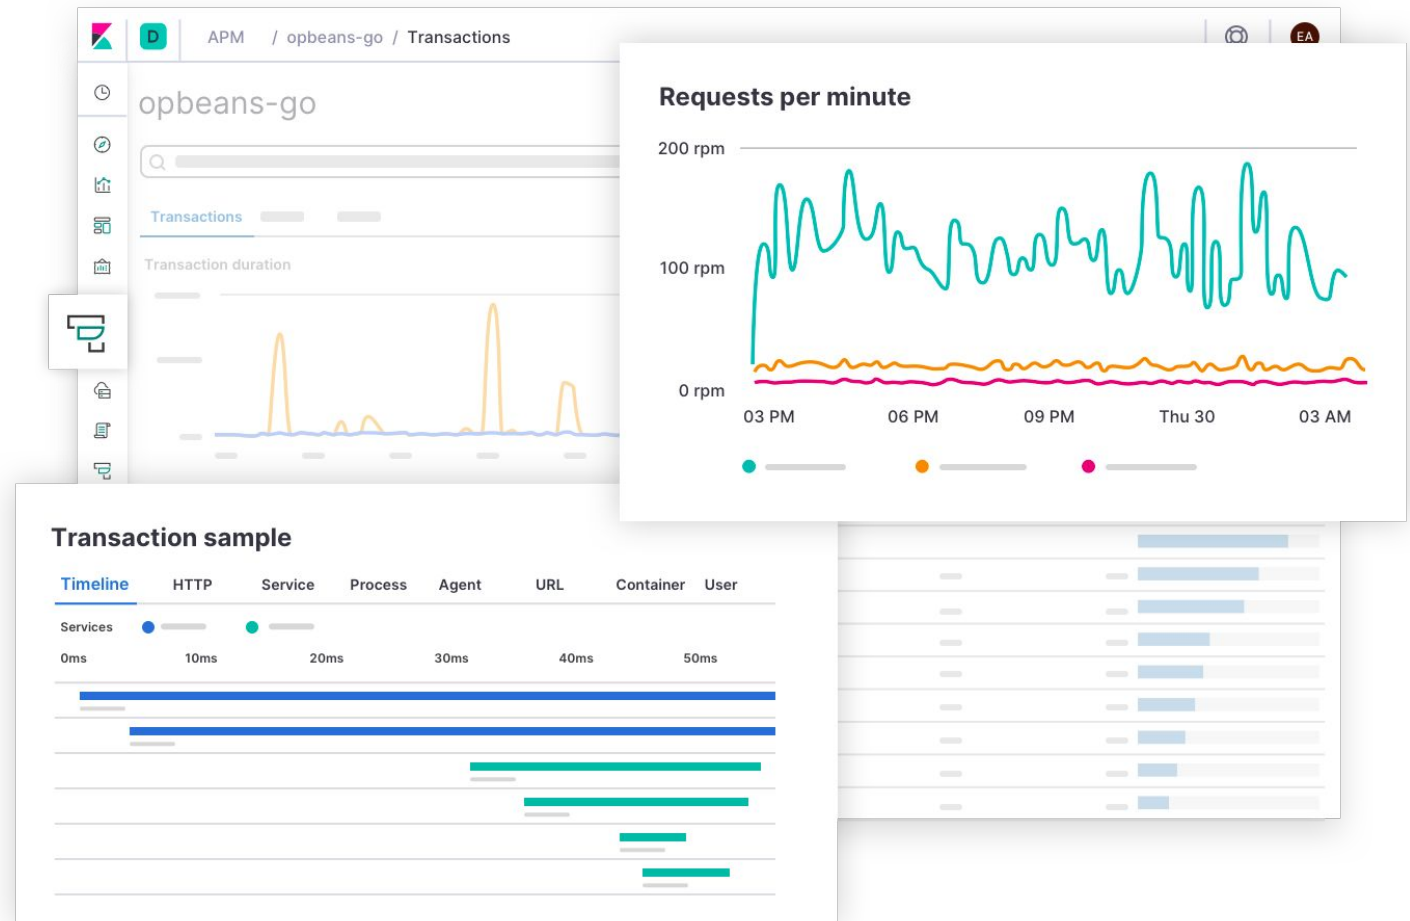 D
APM / opbeans-go / Transactions
EA
opbeans-go
Transactions
Transaction duration
Requests per minute
200 rpm
100 rpm
0 rpm
03 PM 06 PM 09 PM Thu 30 03 AM
Transaction sample
Timeline HTTP Service Process Agent URL Container User
Services
0ms 10ms 20ms 30ms 40ms 50ms